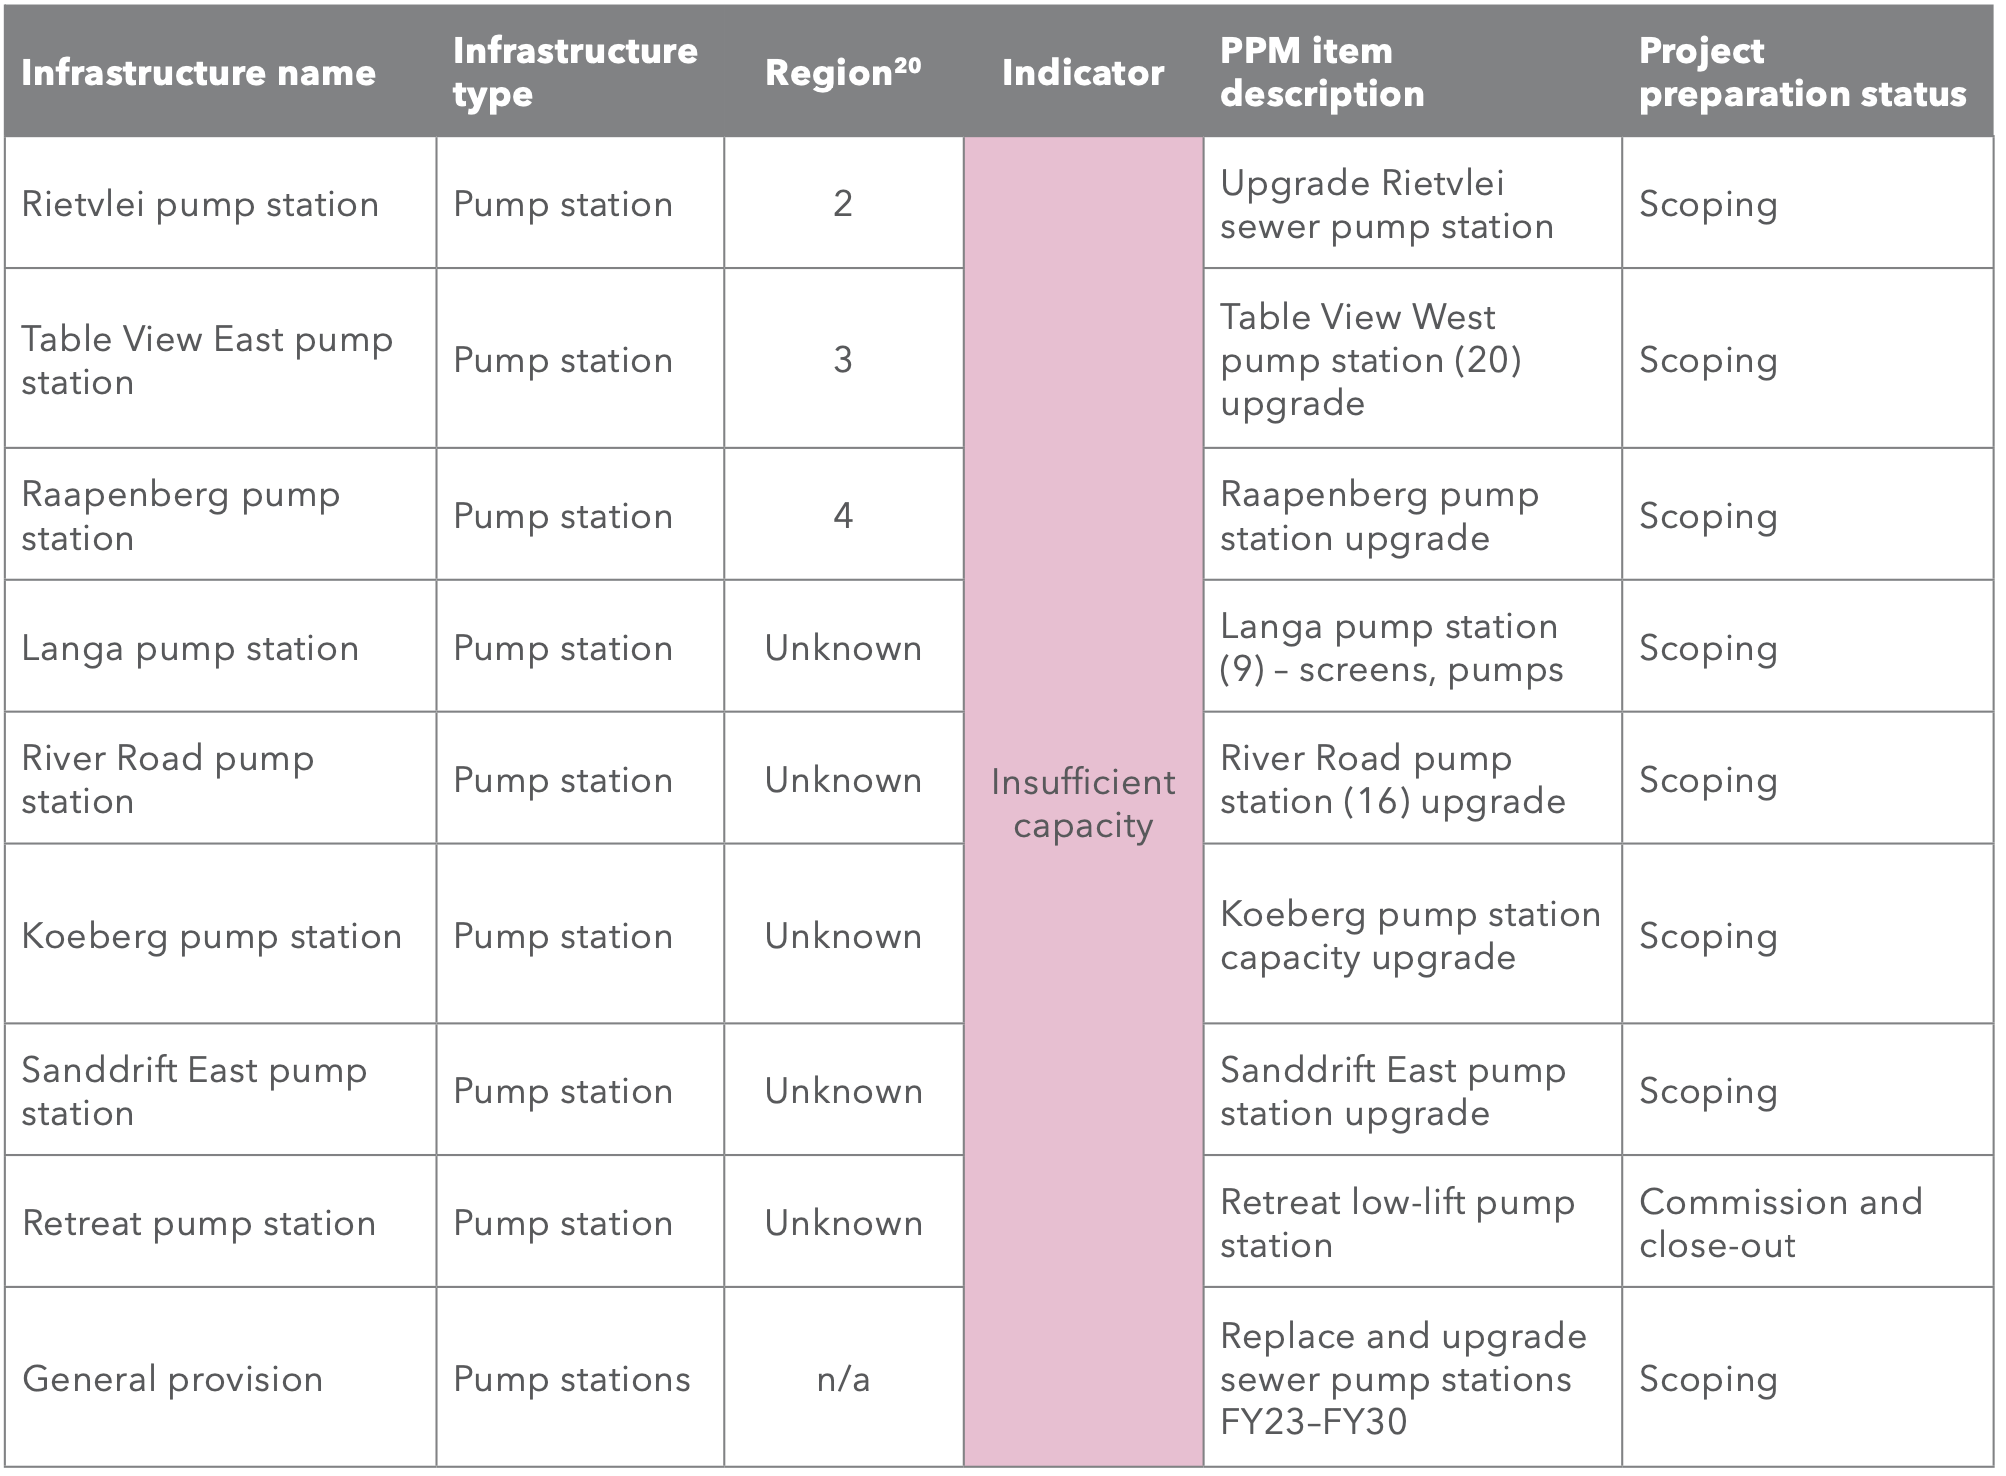 Infrastructure name
Infrastructure
type
Region20
Indicator
PPM item
description
Project
preparation status
Rietvlei pump station
Pump station
2
Insufficient
capacity
Upgrade Rietvlei
sewer pump station
Scoping
Table View East pump
station
Pump station
3
Table View West
pump station (20)
upgrade
Scoping
Raapenberg pump
station
Pump station
4
Raapenberg pump
station upgrade
Scoping
Langa pump station
Pump station
Unknown
Langa pump station
(9) – screens, pumps
Scoping
River Road pump
station
Pump station
Unknown
River Road pump
station (16) upgrade
Scoping
Koeberg pump station
Pump station
Unknown
Koeberg pump station
capacity upgrade
Scoping
Sanddrift East pump
station
Pump station
Unknown
Sanddrift East pump
station upgrade
Scoping
Retreat pump station
Pump station
Unknown
Retreat low-lift pump
station
Commission and
close-out
General provision
Pump stations
n/a
Replace and upgrade
sewer pump stations
FY23–FY30
Scoping